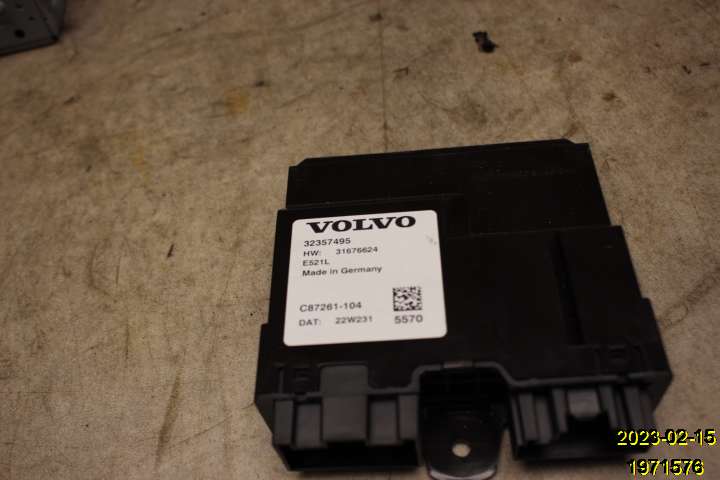 VOLVO
32357495
HW: 31676624
E521L
Made in Germany
C87261-104
DAT: 22W231 5570
2023-02-15
1971576